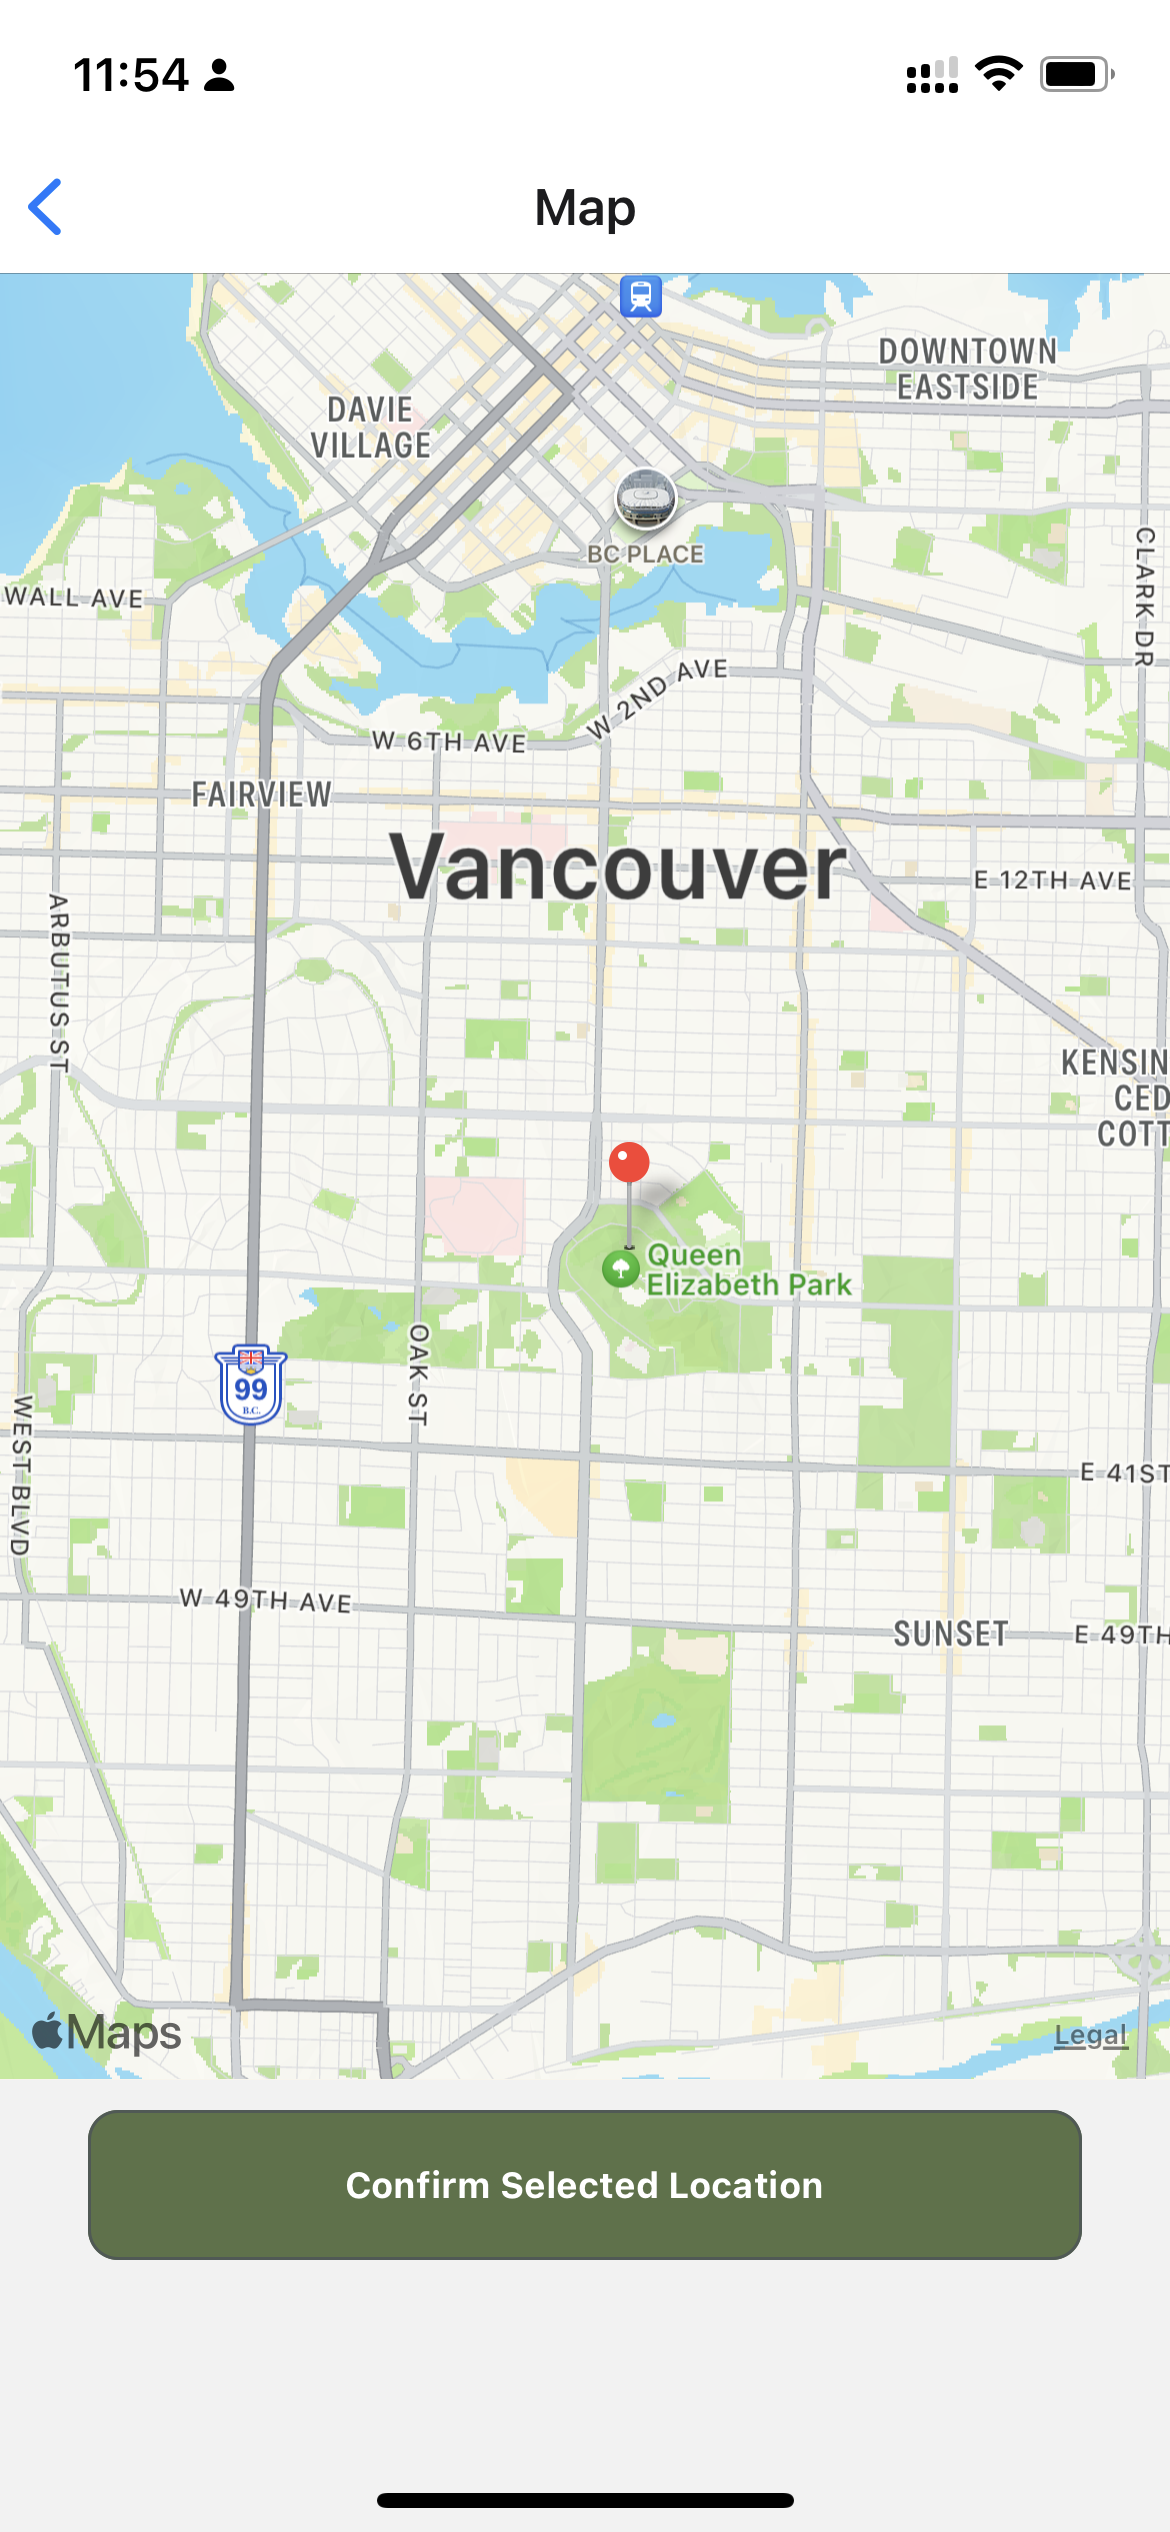 11:54
Map
DOWNTOWN
EASTSIDE
DAVIE
VILLAGE
BC PLACE
CLARK DR
WALL AVE
W 2ND AVE
W 6TH AVE
FAIRVIEW
Vancouver
E 12TH AVE
ARBUTUS ST
KENSIN
CED
COTT
Queen
Elizabeth Park
OAK ST
99
B.C.
WEST BLVD
E 41ST
W 49TH AVE
SUNSET
E 49TH
Maps
Legal
Confirm Selected Location